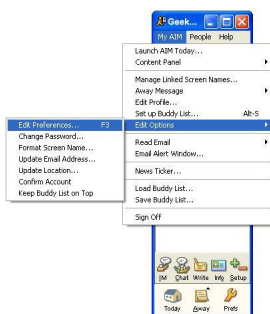 Geek...
My AIM People Help
Launch AIM Today...
Content Panel
Manage Linked Screen Names...
Away Message
Edit Profile...
Set up Buddy List... Alt-S
Edit Options
Edit Preferences... F3
Change Password...
Format Screen Name...
Update Email Address...
Update Location...
Confirm Account
Keep Buddy List on Top
Read Email
Email Alert Window...
News Ticker...
Load Buddy List...
Save Buddy List...
Sign Off
IM Chat Write Info Setup
Today Away Prefs